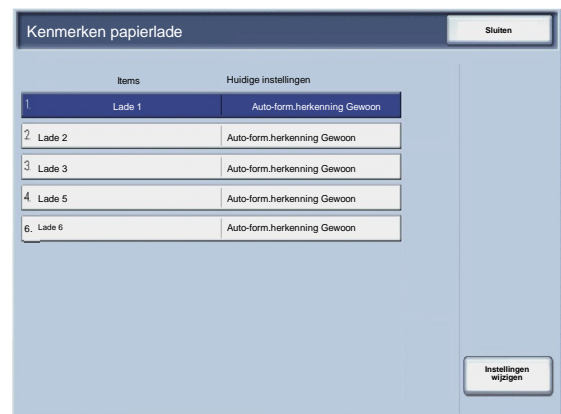 Kenmerken papierlade
Sluiten
Items Huidige instellingen
1. Lade 1 Auto-form.herkenning Gewoon
2. Lade 2 Auto-form.herkenning Gewoon
3. Lade 3 Auto-form.herkenning Gewoon
4. Lade 5 Auto-form.herkenning Gewoon
6. Lade 6 Auto-form.herkenning Gewoon
Instellingen
wijzigen